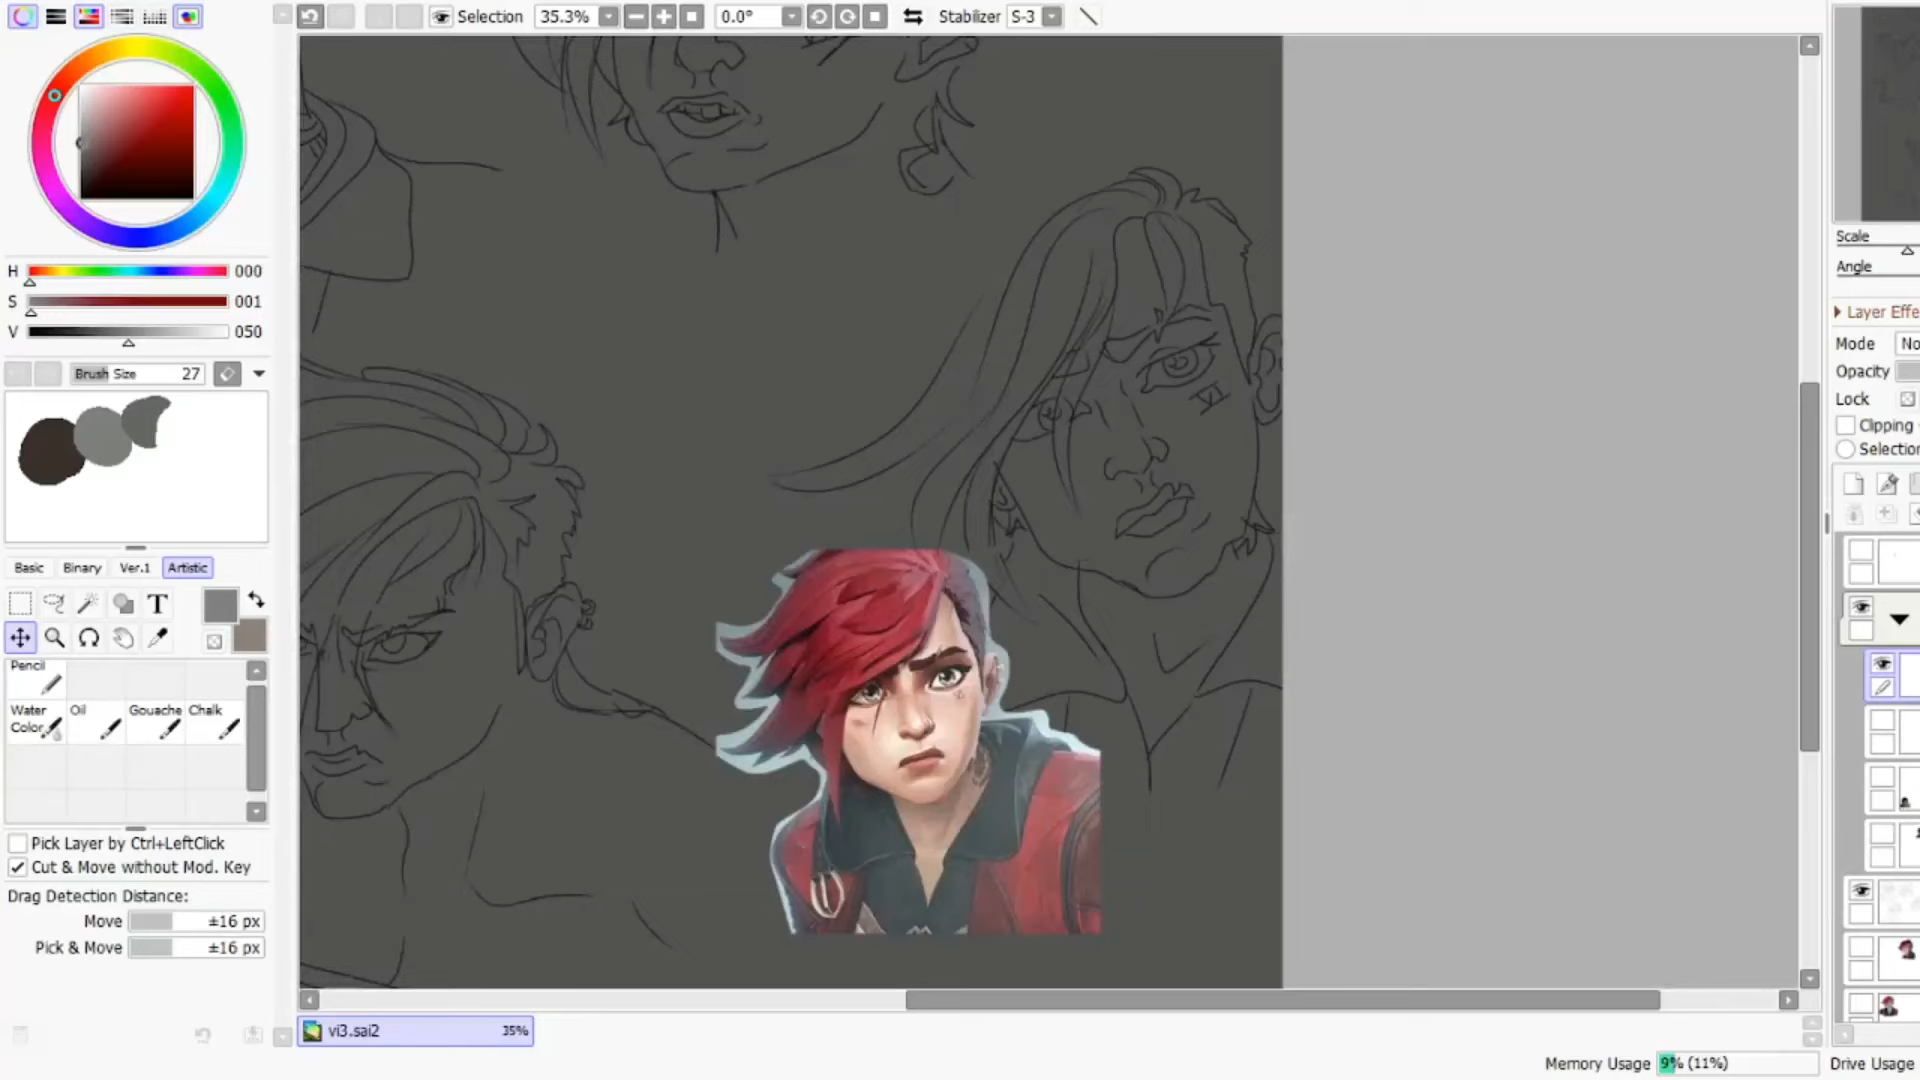 Selection 35.3% 0.0° Stabilizer S-3
H 000
S 001
V 050
Brush Size 27
Basic Binary Ver.1 Artistic
T
Pencil
Water Color Oil Gouache Chalk
Pick Layer by Ctrl+LeftClick
Cut & Move without Mod. Key
Drag Detection Distance:
Move ±16 px
Pick & Move ±16 px
VI
vi3.sai2 35%
Memory Usage 9% (11%) Drive Usage
Scale
Angle
Layer Effe
Mode No
Opacity
Lock
Clipping
Selection